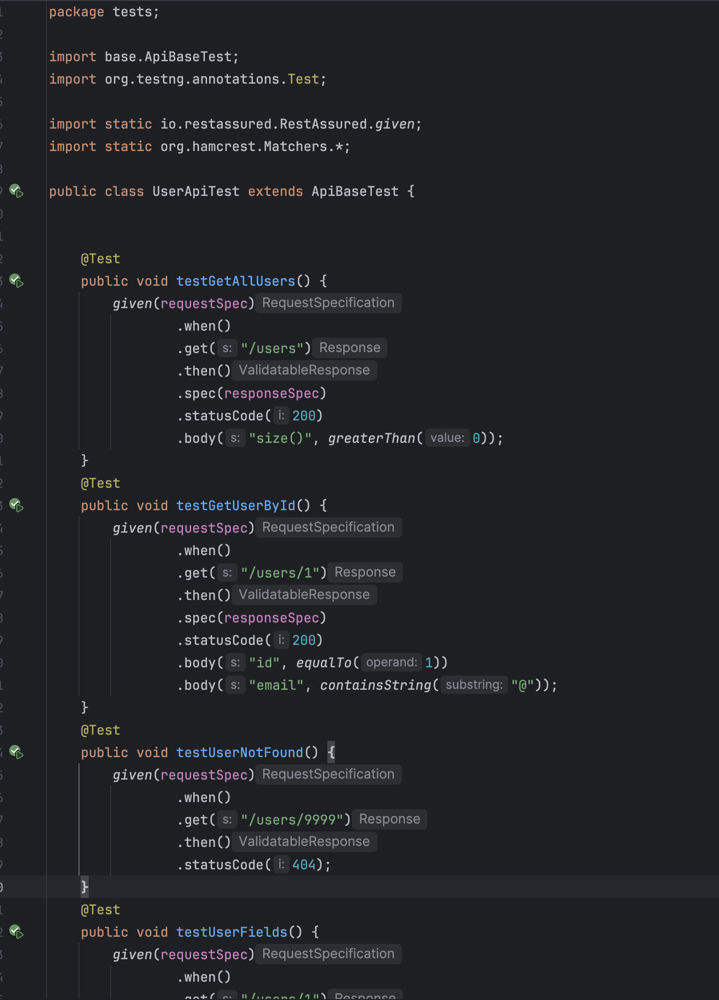 package tests;
import base.ApiBaseTest;
import org.testng.annotations.Test;
import static io.restassured.RestAssured.given;
import static org.hamcrest.Matchers.*;
public class UserApiTest extends ApiBaseTest {
@Test
public void testGetAllUsers() {
given(requestSpec) RequestSpecification
.when()
.get( s: "/users") Response
.then() ValidatableResponse
.spec(responseSpec)
.statusCode( i: 200)
.body( s: "size()", greaterThan( value: 0));
}
@Test
public void testGetUserById() {
given(requestSpec) RequestSpecification
.when()
.get( s: "/users/1") Response
.then() ValidatableResponse
.spec(responseSpec)
.statusCode( i: 200)
.body( s: "id", equalTo( operand: 1))
.body( s: "email", containsString( substring: "@"));
}
@Test
public void testUserNotFound() {
given(requestSpec) RequestSpecification
.when()
.get( s: "/users/9999") Response
.then() ValidatableResponse
.statusCode( i: 404);
}
@Test
public void testUserFields() {
given(requestSpec) RequestSpecification
.when()
.get( s: "/users/1") Response